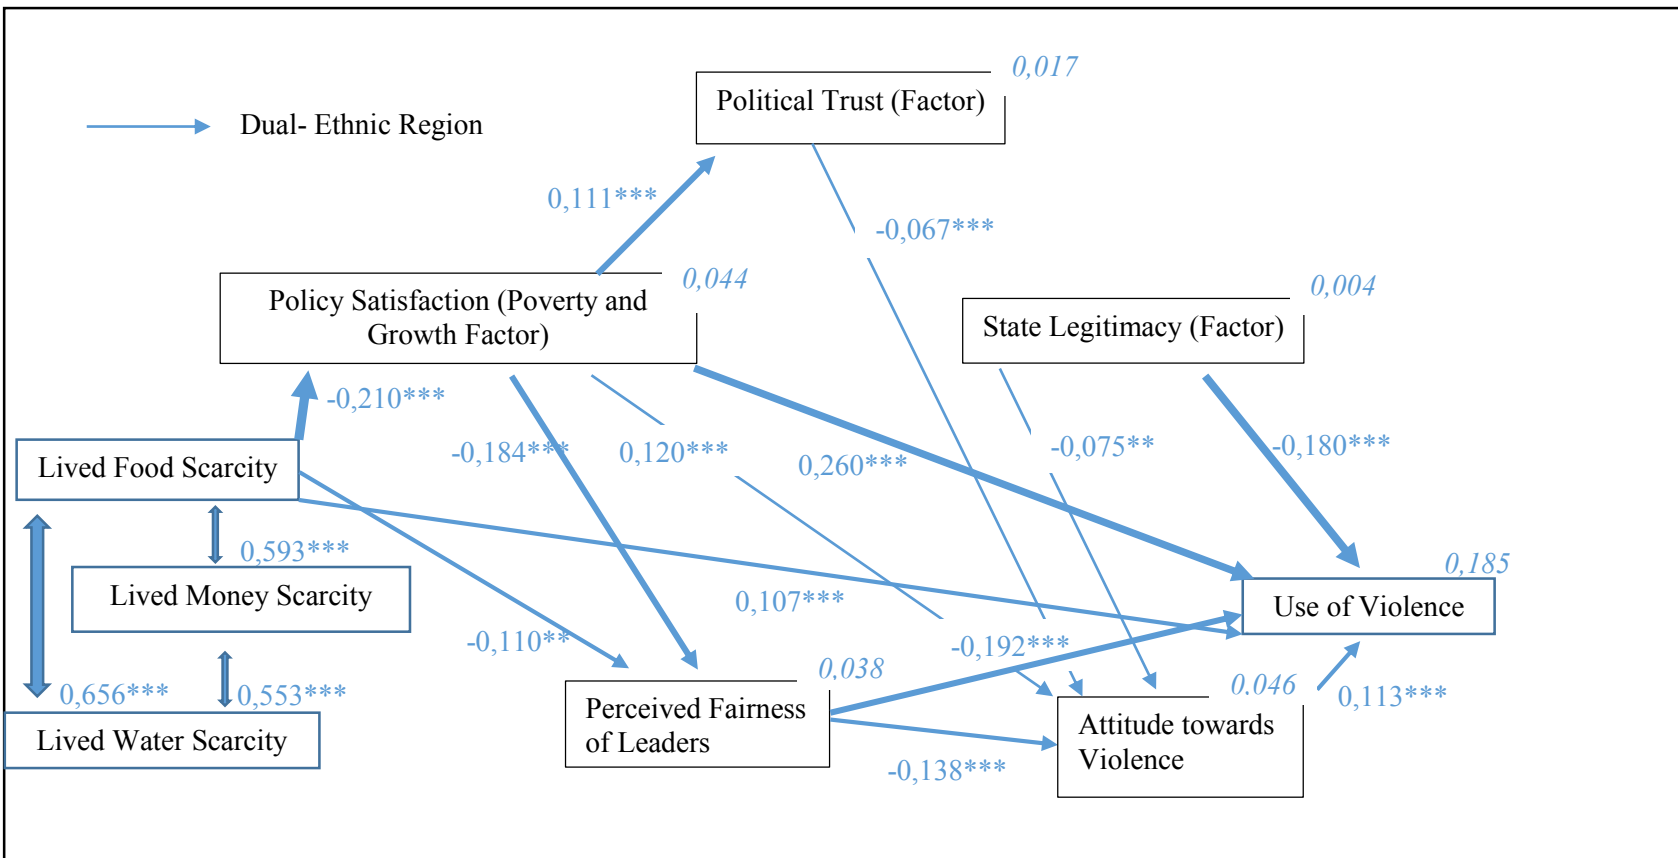 0,017
Political Trust (Factor)
Dual- Ethnic Region
0,111***
-0,067***
0,044
0,004
Policy Satisfaction (Poverty and
Growth Factor)
State Legitimacy (Factor)
-0,210***
-0,184***
0,120***
0,260***
-0,075**
-0,180***
Lived Food Scarcity
0,593***
0,185
Lived Money Scarcity
0,107***
Use of Violence
-0,110**
-0,192***
0,038
0.046
0,656***
0,553***
0,113***
Perceived Fairness
of Leaders
Attitude towards
Violence
Lived Water Scarcity
-0,138***